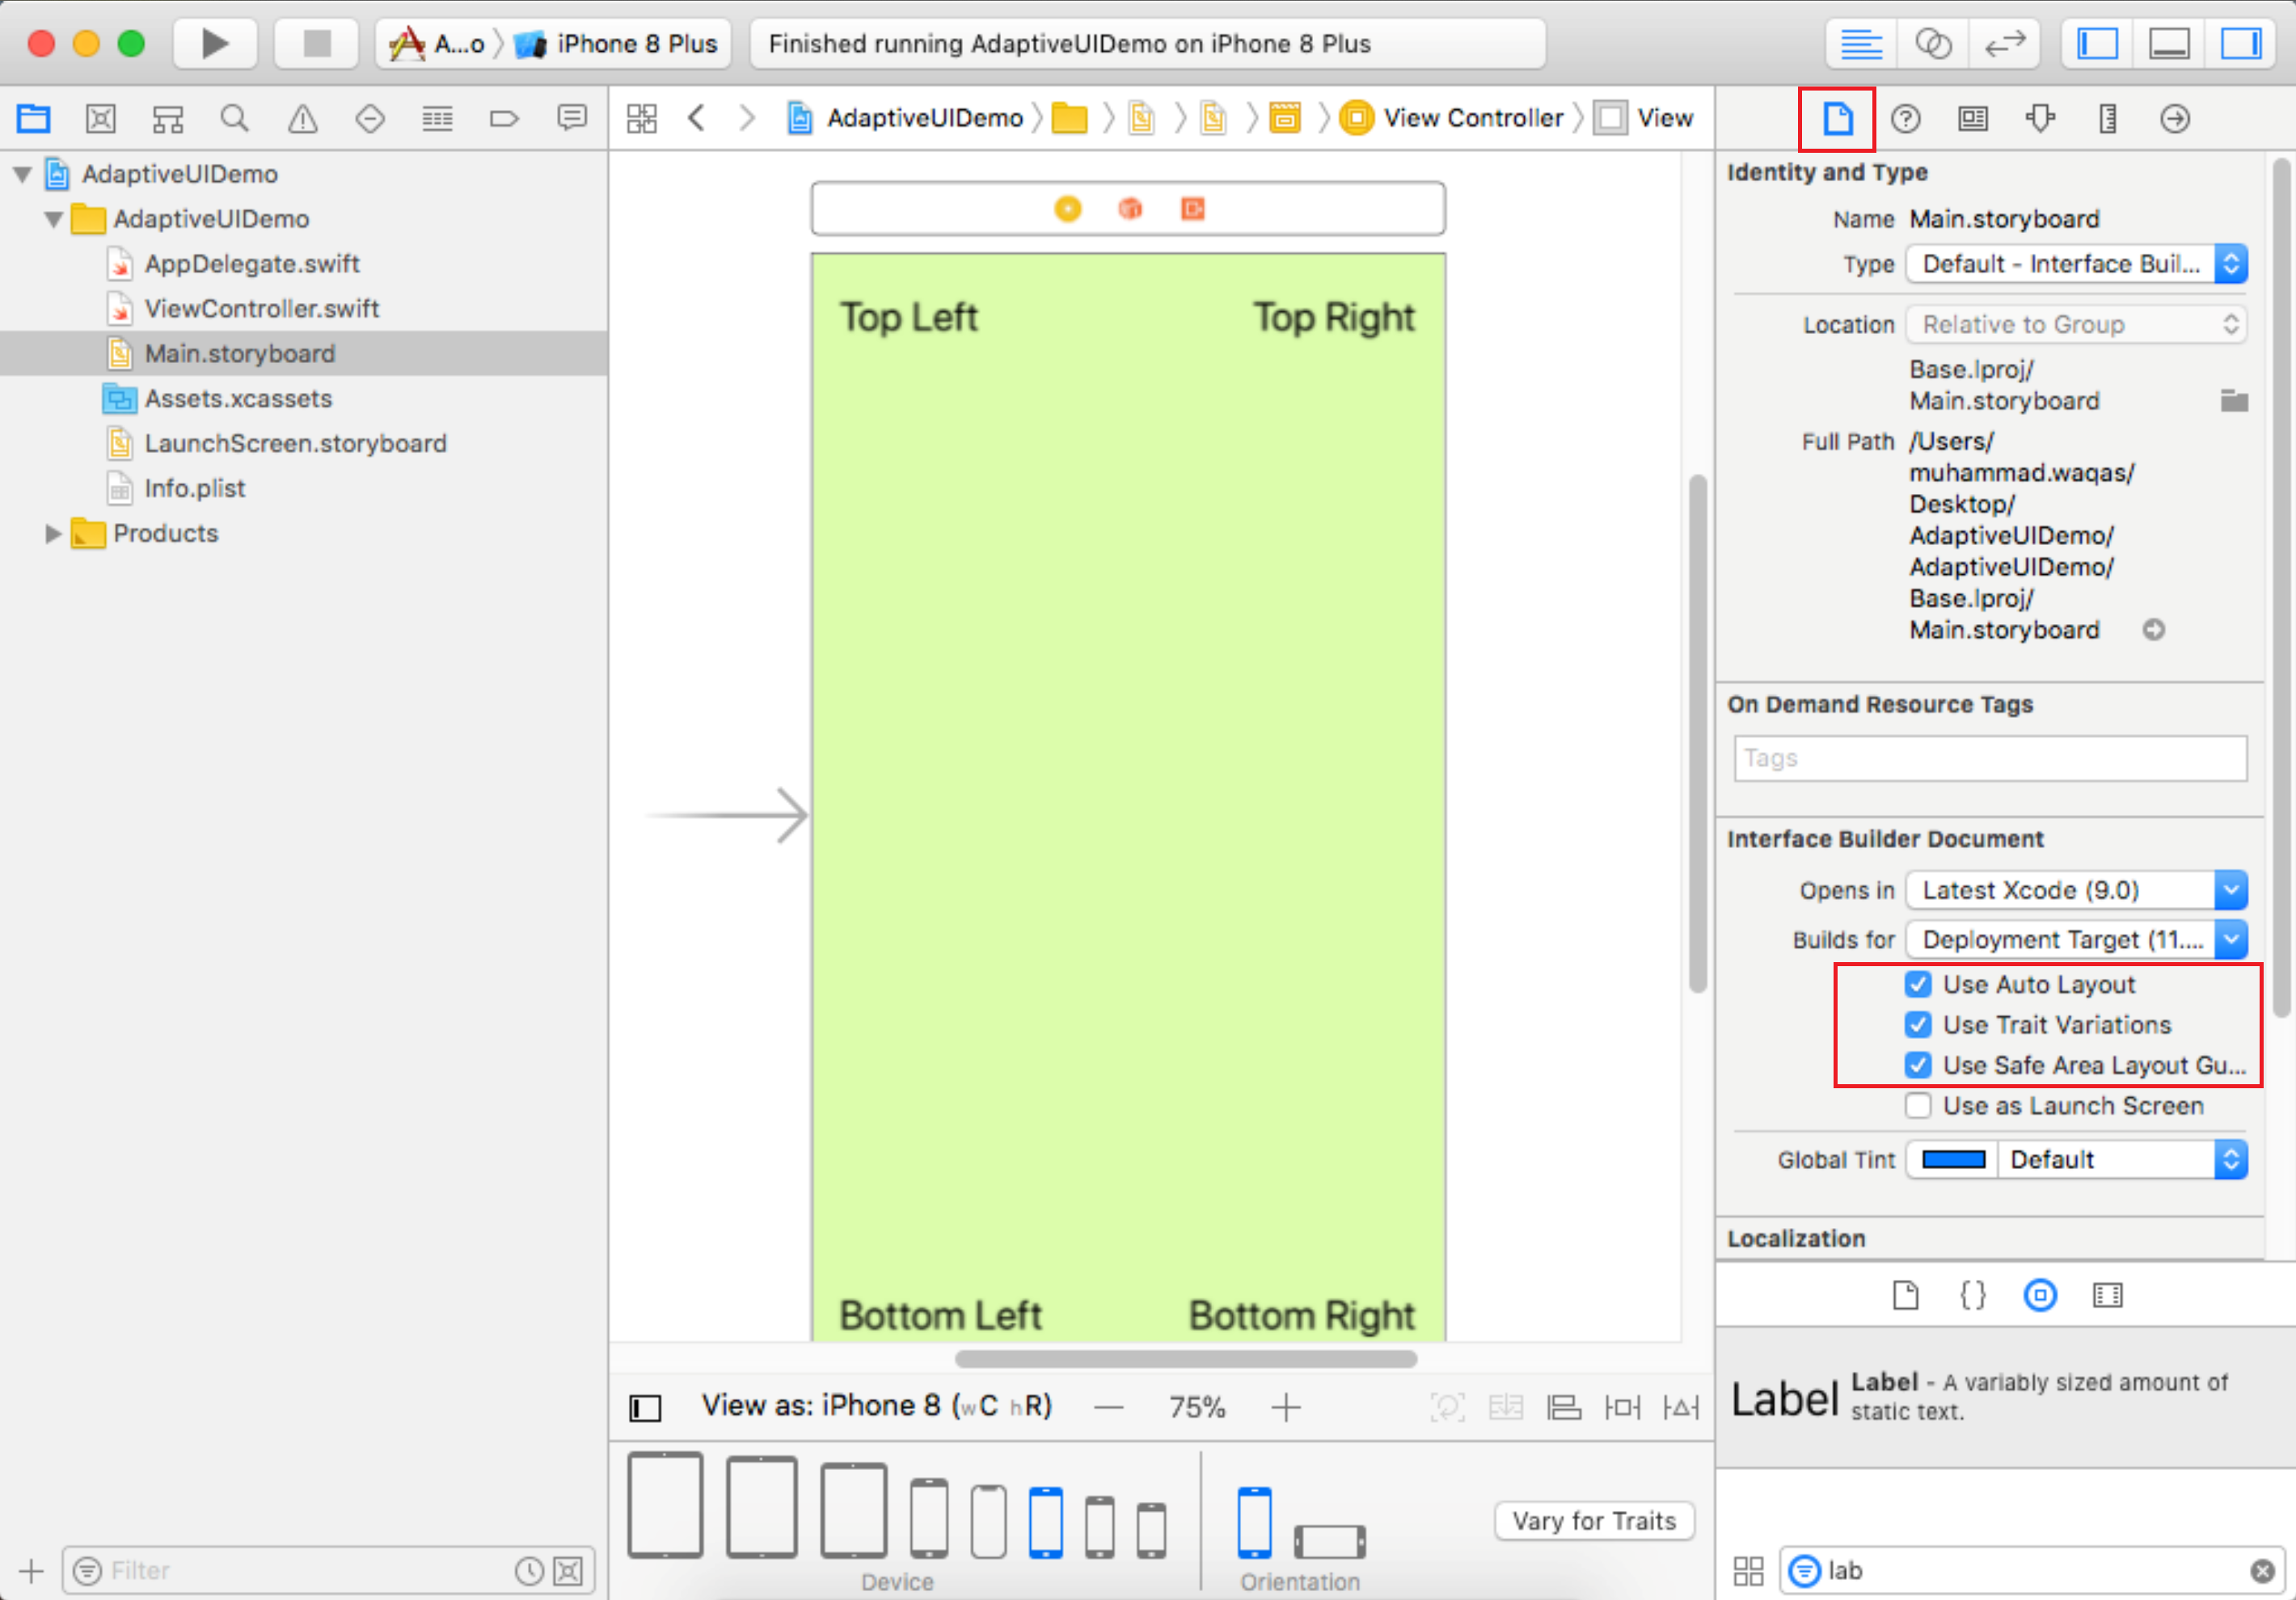 A...o
iPhone 8 Plus
Finished running AdaptiveUIDemo on iPhone 8 Plus
AdaptiveUIDemo
View Controller
View
AdaptiveUIDemo
AdaptiveUIDemo
AppDelegate.swift
ViewController.swift
Main.storyboard
Assets.xcassets
LaunchScreen.storyboard
Info.plist
Products
Filter
Top Left
Top Right
Bottom Left
Bottom Right
View as: iPhone 8 (wC hR)
75%
Device
Orientation
Vary for Traits
Identity and Type
Name Main.storyboard
Type Default - Interface Buil...
Location Relative to Group
Base.lproj/
Main.storyboard
Full Path /Users/
muhammad.waqas/
Desktop/
AdaptiveUIDemo/
AdaptiveUIDemo/
Base.lproj/
Main.storyboard
On Demand Resource Tags
Tags
Interface Builder Document
Opens in Latest Xcode (9.0)
Builds for Deployment Target (11....
Use Auto Layout
Use Trait Variations
Use Safe Area Layout Gu...
Use as Launch Screen
Global Tint Default
Localization
{}
Label
Label - A variably sized amount of
static text.
lab